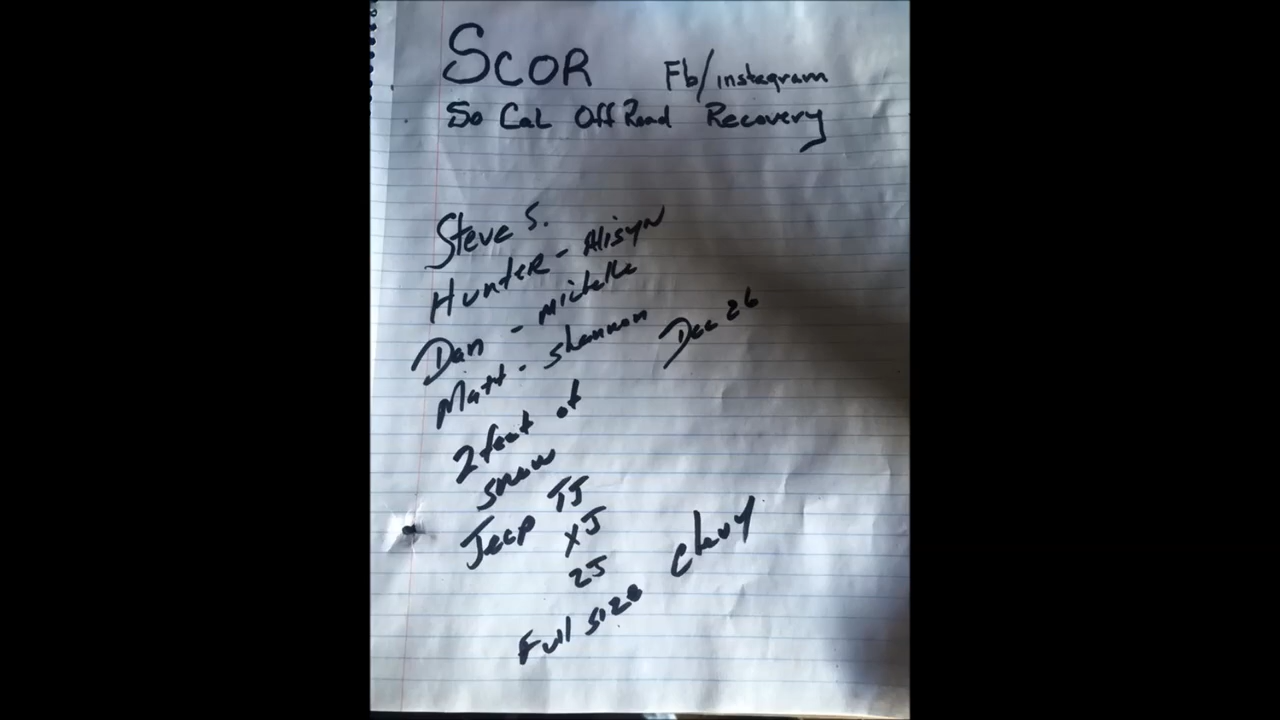 SCOR Fb/instagram
So Cal Off Road Recovery
Steve S.
Hunter - Alisyn
Dan - Michelle
Matt - Shannon Dec 26
2 feet of
snow
Jeep TJ
XJ
ZJ
Full size Chevy